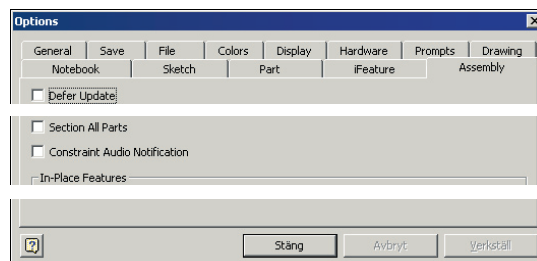 Options
General Save File Colors Display Hardware Prompts Drawing
Notebook Sketch Part iFeature Assembly
Defer Update
Section All Parts
Constraint Audio Notification
In-Place Features
Stäng Avbryt Verkställ